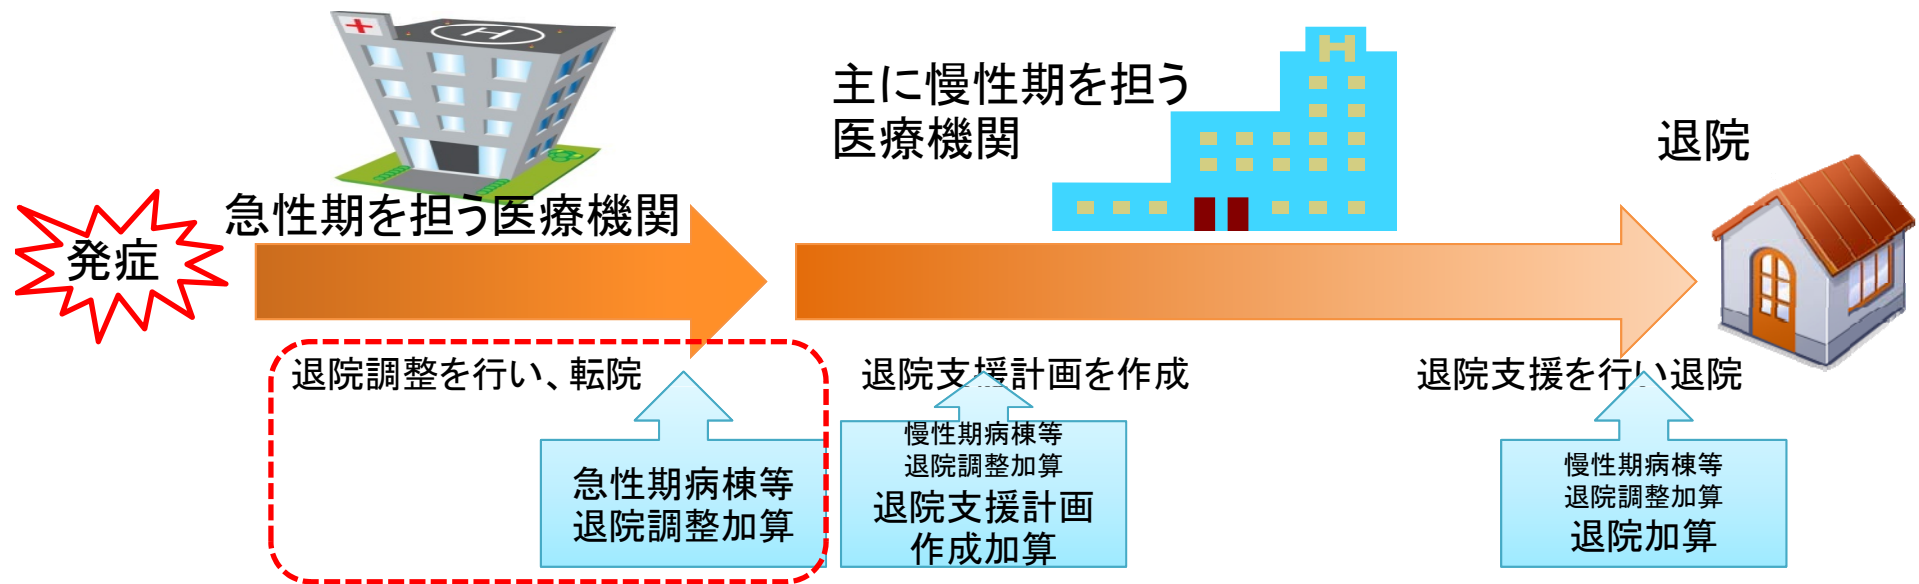 H
主に慢性期を担う
医療機関
H
退院
急性期を担う医療機関
発症
退院調整を行い、転院
退院支援計画を作成
退院支援を行い退院
急性期病棟等
退院調整加算
慢性期病棟等
退院調整加算
退院支援計画
作成加算
慢性期病棟等
退院調整加算
退院加算